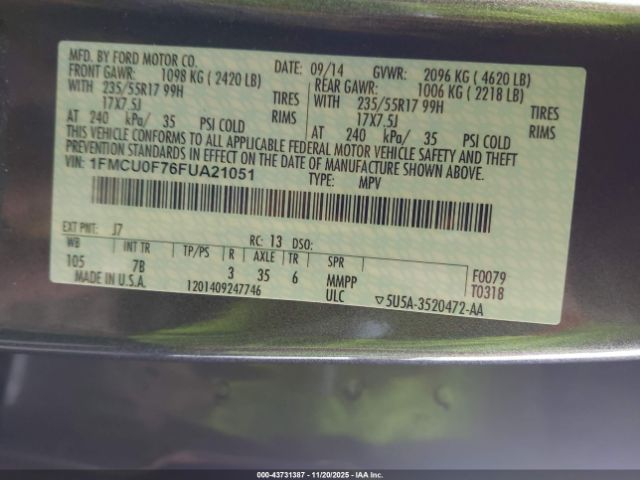 MFD. BY FORD MOTOR CO. DATE: 09/14 GVWR: 2096 KG ( 4620 LB)
FRONT GAWR: 1098 KG ( 2420 LB) REAR GAWR: 1006 KG ( 2218 LB)
WITH 235/55R17 99H TIRES WITH 235/55R17 99H TIRES
17X7.5J RIMS 17X7.5J RIMS
AT 240 kPa/ 35 PSI COLD AT 240 kPa/ 35 PSI COLD
THIS VEHICLE CONFORMS TO ALL APPLICABLE FEDERAL MOTOR VEHICLE SAFETY AND THEFT
PREVENTION STANDARDS IN EFFECT ON THE DATE OF MANUFACTURE SHOWN ABOVE.
VIN: 1FMCU0F76FUA21051 TYPE: MPV
EXT PNT: J7 RC: 13 DSO:
WB INT TR TP/PS R AXLE TR SPR
105 7B 3 35 6 MMPP F0079
MADE IN U.S.A. 1201409247746 ULC T0318
5U5A-3520472-AA
000-43731387 - 11/20/2025 - IAA Inc.